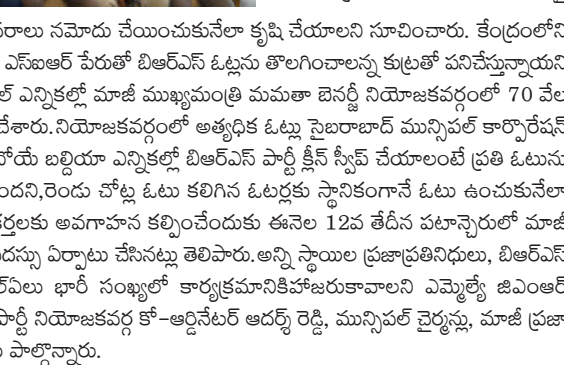 వరాలు నమోదు చేయించుకునేలా కృషి చేయాలని సూచించారు. కేంద్రంలోని
ఎస్ఐఆర్ పేరుతో బిఆర్ఎస్ ఓట్లను తొలగించాలన్న కుట్రతో పనిచేస్తున్నాయని
ల్ ఎన్నికల్లో మాజీ ముఖ్యమంత్రి మమతా బెనర్జీ నియోజకవర్గంలో 70 వేల
చేశారు.నియోజకవర్గంలో అత్యధిక ఓట్లు సైబరాబాద్ మున్సిపల్ కార్పొరేషన్
బోయే బల్దియా ఎన్నికల్లో బిఆర్ఎస్ పార్టీ క్లీన్ స్వీప్ చేయాలంటే ప్రతి ఓటును
ందని,రెండు చోట్ల ఓటు కలిగిన ఓటర్లకు స్థానికంగానే ఓటు ఉంచుకునేలా
కర్తలకు అవగాహన కల్పించేందుకు ఈనెల 12వ తేదీన పటాన్చెరులో మాజీ
దస్సు ఏర్పాటు చేసినట్లు తెలిపారు.అన్ని స్థాయిల ప్రజాప్రతినిధులు, బిఆర్ఎస్
ఏలు భారీ సంఖ్యలో కార్యక్రమానికిహాజరుకావాలని ఎమ్మెల్యే జిఎంఆర్
పార్టీ నియోజకవర్గ కో-ఆర్డినేటర్ ఆదర్శ్ రెడ్డి, మున్సిపల్ చైర్మన్లు, మాజీ ప్రజా
పాల్గొన్నారు.